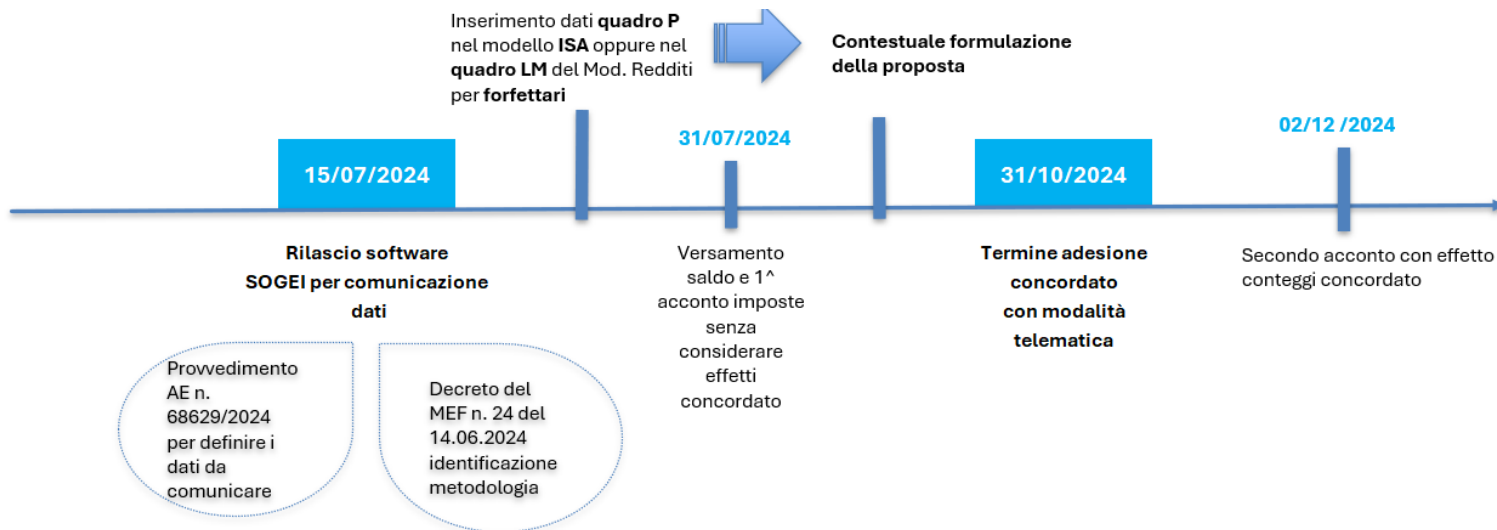 Inserimento dati quadro P
nel modello ISA oppure nel
quadro LM del Mod. Redditi
per forfettari
Contestuale formulazione
della proposta
15/07/2024
31/07/2024
31/10/2024
02/12 /2024
Rilascio software
SOGEI per comunicazione
dati
Versamento
saldo e 1^
acconto imposte
senza
considerare
effetti
concordato
Termine adesione
concordato
con modalità
telematica
Secondo acconto con effetto
conteggi concordato
Provvedimento
AE n.
68629/2024
per definire i
dati da
comunicare
Decreto del
MEF n. 24 del
14.06.2024
identificazione
metodologia